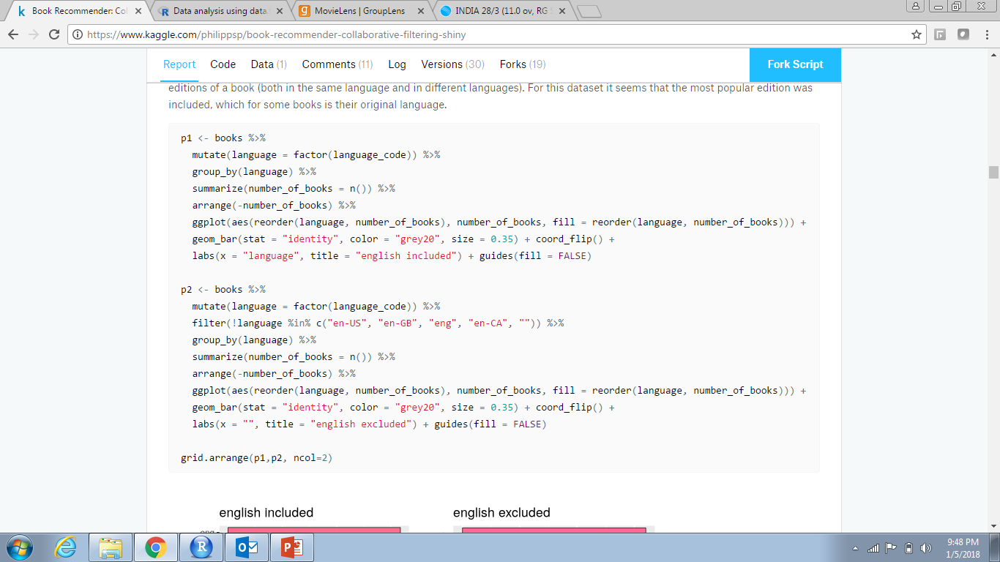 Book Recommender: Col
Data analysis using data.t
MovieLens | GroupLens
INDIA 28/3 (11.0 ov, RG S
https://www.kaggle.com/philippsp/book-recommender-collaborative-filtering-shiny
Report Code Data (1) Comments (11) Log Versions (30) Forks (19) Fork Script
editions of a book (both in the same language and in different languages). For this dataset it seems that the most popular edition was
included, which for some books is their original language.
p1 <- books %>%
  mutate(language = factor(language_code)) %>%
  group_by(language) %>%
  summarize(number_of_books = n()) %>%
  arrange(-number_of_books) %>%
  ggplot(aes(reorder(language, number_of_books), number_of_books, fill = reorder(language, number_of_books))) +
  geom_bar(stat = "identity", color = "grey20", size = 0.35) + coord_flip() +
  labs(x = "language", title = "english included") + guides(fill = FALSE)
p2 <- books %>%
  mutate(language = factor(language_code)) %>%
  filter(!language %in% c("en-US", "en-GB", "eng", "en-CA", "")) %>%
  group_by(language) %>%
  summarize(number_of_books = n()) %>%
  arrange(-number_of_books) %>%
  ggplot(aes(reorder(language, number_of_books), number_of_books, fill = reorder(language, number_of_books))) +
  geom_bar(stat = "identity", color = "grey20", size = 0.35) + coord_flip() +
  labs(x = "", title = "english excluded") + guides(fill = FALSE)
grid.arrange(p1,p2, ncol=2)
english included
english excluded
9:48 PM
1/5/2018